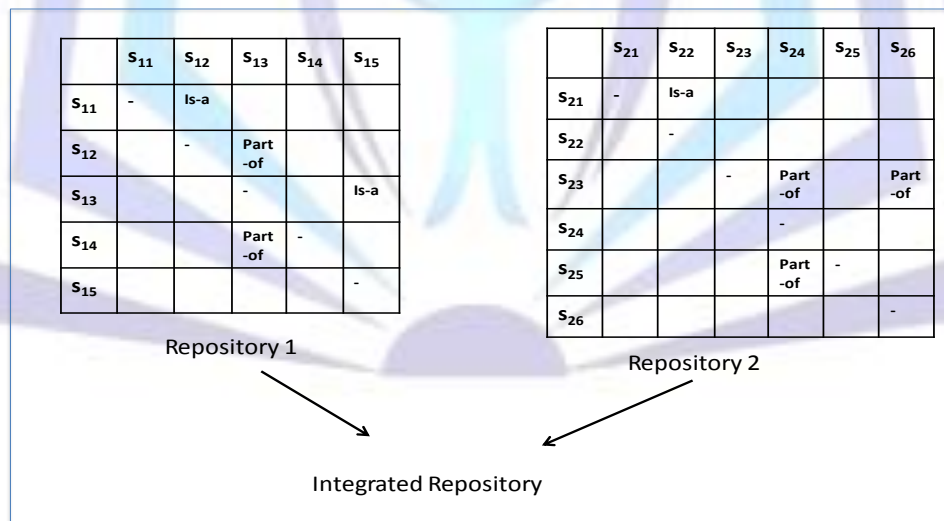 S11 S12 S13 S14 S15
S11 - Is-a
S12 - Part
-of
S13 - Is-a
S14 Part -
-of
S15 -
Repository 1
S21 S22 S23 S24 S25 S26
S21 - Is-a
S22 -
S23 - Part Part
-of -of
S24 -
S25 Part -
-of
S26 -
Repository 2
Integrated Repository